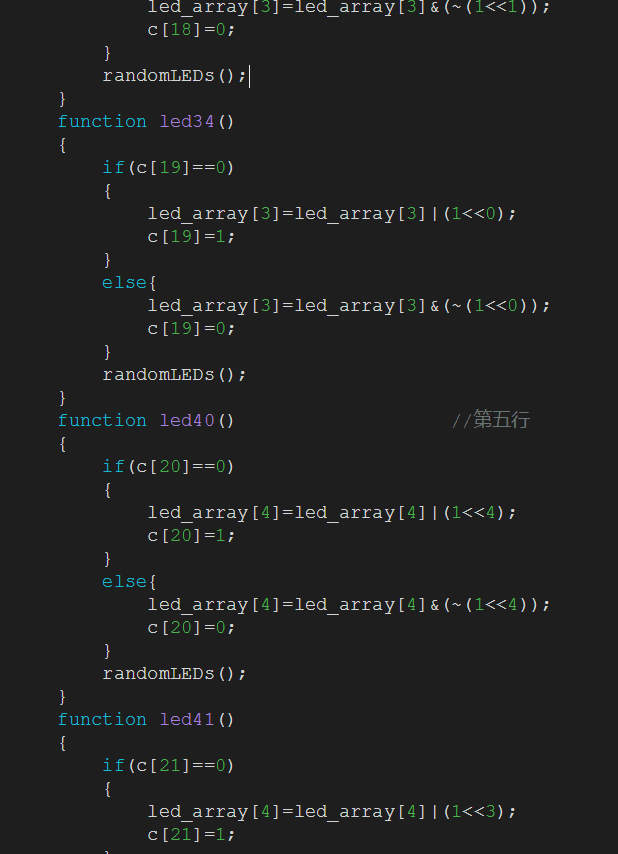 led_array[3]=led_array[3]&(~(1<<1));
c[18]=0;
}
randomLEDs();
}
function led34()
{
if(c[19]==0)
{
led_array[3]=led_array[3]|(1<<0);
c[19]=1;
}
else{
led_array[3]=led_array[3]&(~(1<<0));
c[19]=0;
}
randomLEDs();
}
function led40() //第五行
{
if(c[20]==0)
{
led_array[4]=led_array[4]|(1<<4);
c[20]=1;
}
else{
led_array[4]=led_array[4]&(~(1<<4));
c[20]=0;
}
randomLEDs();
}
function led41()
{
if(c[21]==0)
{
led_array[4]=led_array[4]|(1<<3);
c[21]=1;
}